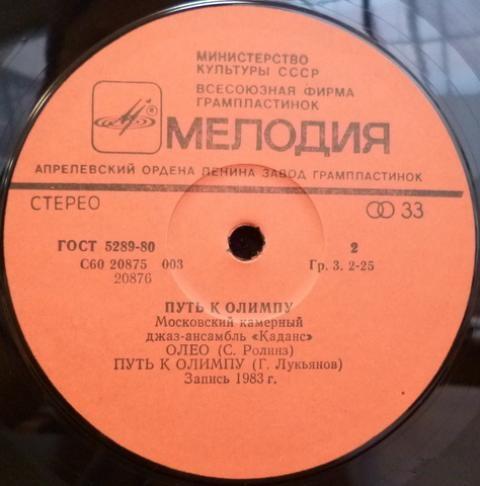 МИНИСТЕРСТВО
КУЛЬТУРЫ СССР
ВСЕСОЮЗНАЯ ФИРМА
ГРАМПЛАСТИНОК
МЕЛОДИЯ
АПРЕЛЕВСКИЙ ОРДЕНА ЛЕНИНА ЗАВОД ГРАМПЛАСТИНОК
СТЕРЕО 33
ГОСТ 5289-80 2
С60 20875 003 Гр. 3. 2-25
20876
ПУТЬ К ОЛИМПУ
Московский камерный
джаз-ансамбль «Каданс»
ОЛЕО (С. Ролинз)
ПУТЬ К ОЛИМПУ (Г. Лукьянов)
Запись 1983 г.